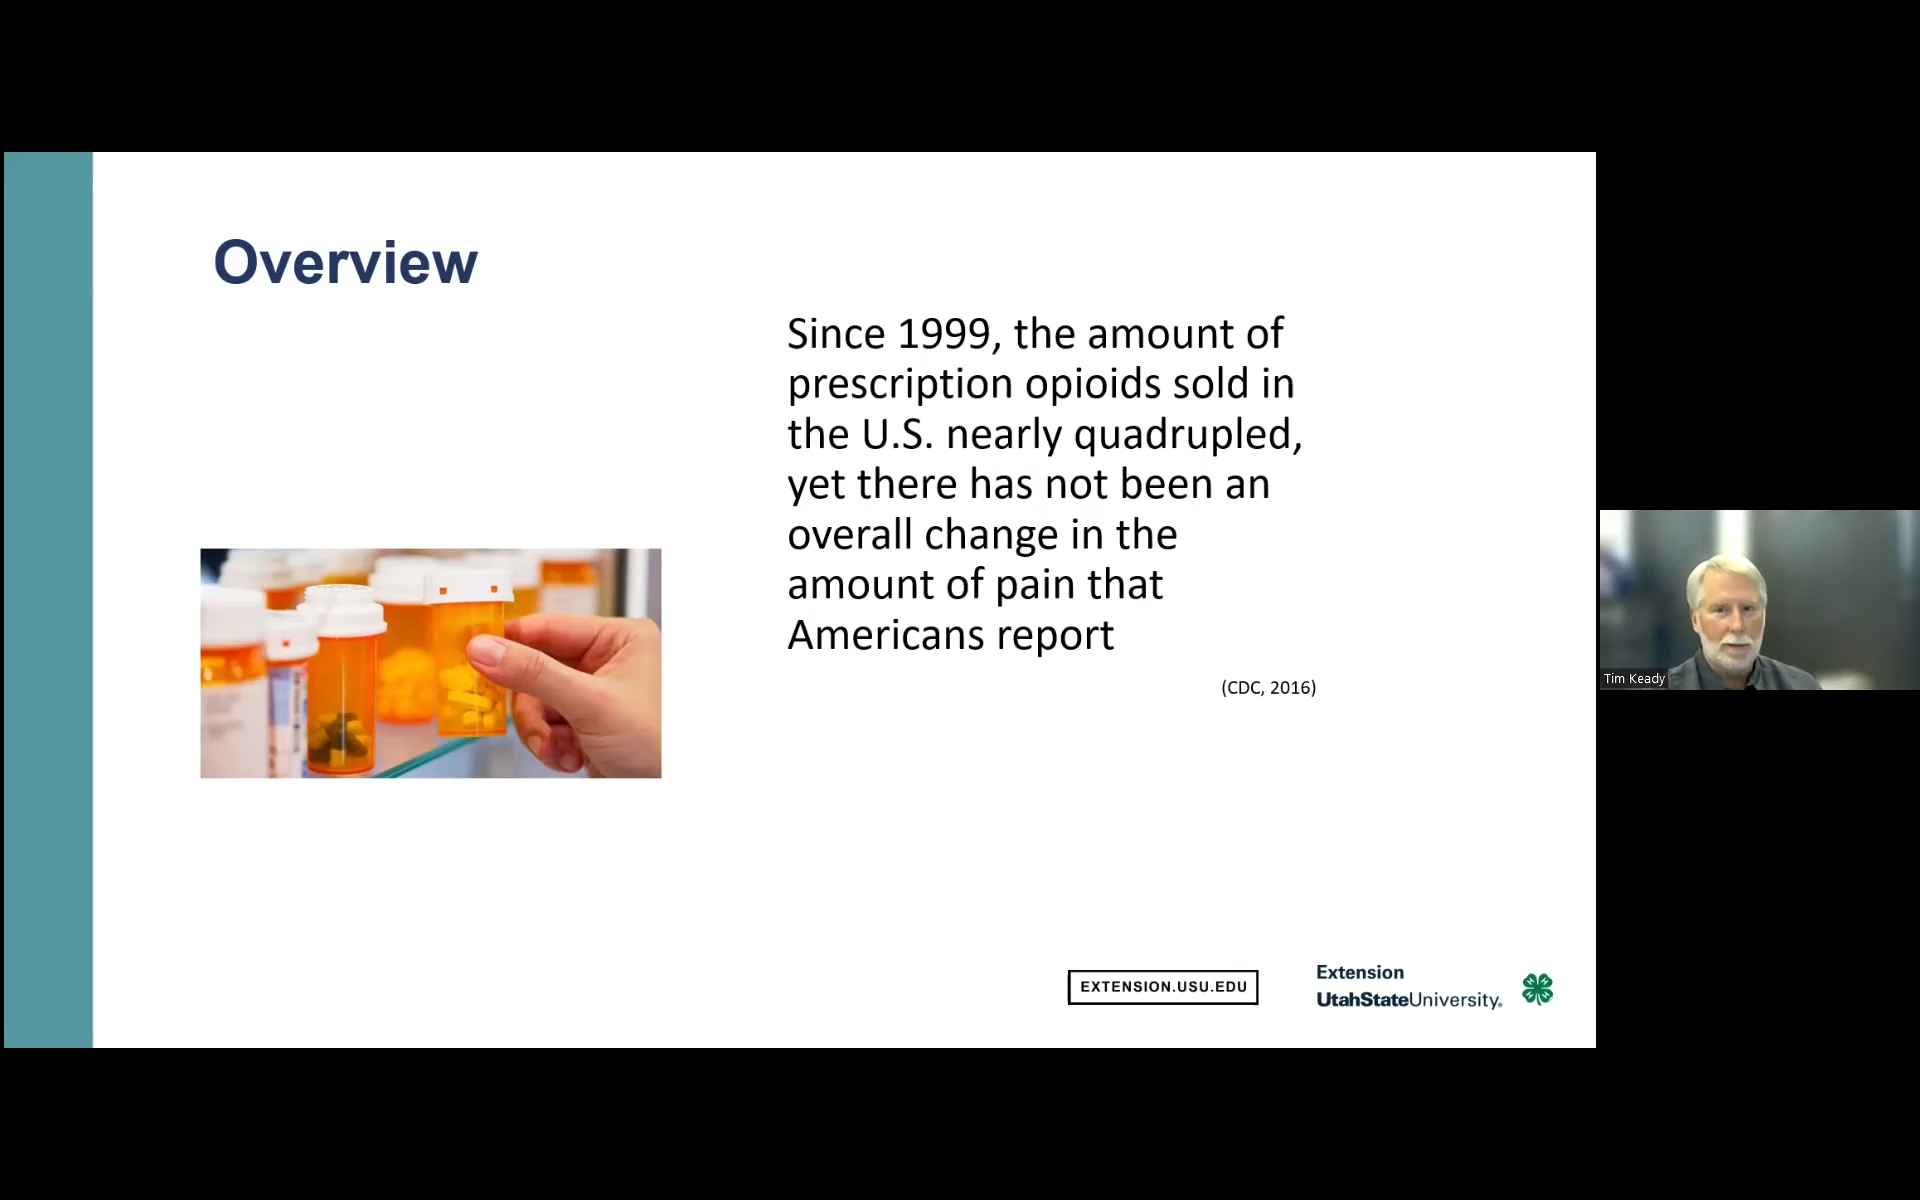 Overview
Since 1999, the amount of
prescription opioids sold in
the U.S. nearly quadrupled,
yet there has not been an
overall change in the
amount of pain that
Americans report
(CDC, 2016)
Tim Keady
EXTENSION.USU.EDU
Extension
UtahStateUniversity®
H H H H